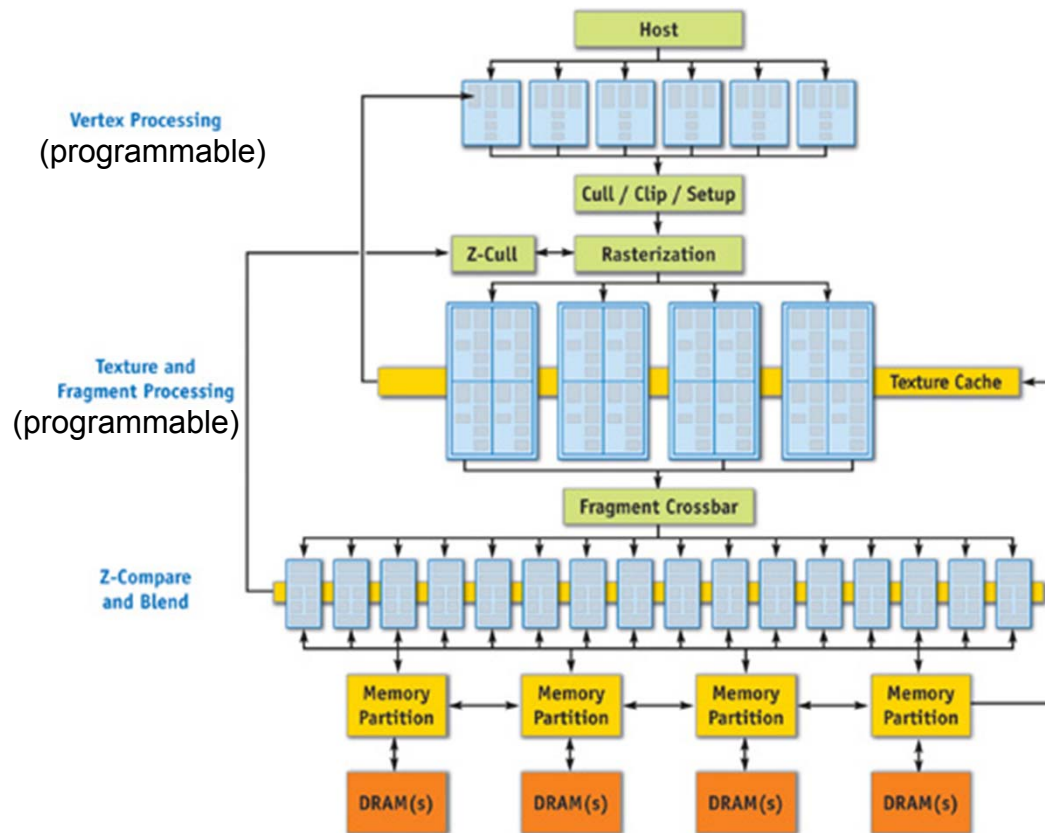 Host
Vertex Processing
(programmable)
Cull / Clip / Setup
Z-Cull
Rasterization
Texture and
Fragment Processing
(programmable)
Texture Cache
Fragment Crossbar
Z-Compare
and Blend
Memory
Partition
Memory
Partition
Memory
Partition
Memory
Partition
DRAM(s)
DRAM(s)
DRAM(s)
DRAM(s)